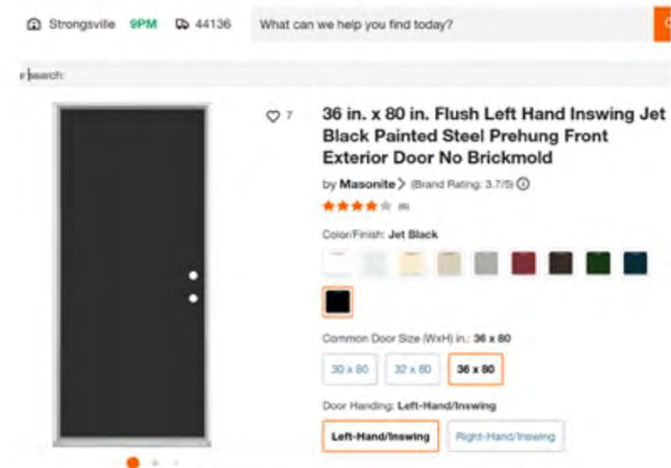 Strongsville 9PM 44136 What can we help you find today?
r search:
7
36 in. x 80 in. Flush Left Hand Inswing Jet
Black Painted Steel Prehung Front
Exterior Door No Brickmold
by Masonite > (Brand Rating: 3.7/5)
Color/Finish: Jet Black
Common Door Size (WxH) in.: 36 x 80
30 x 80 32 x 80 36 x 80
Door Handing: Left-Hand/Inswing
Left-Hand/Inswing Right-Hand/Inswing